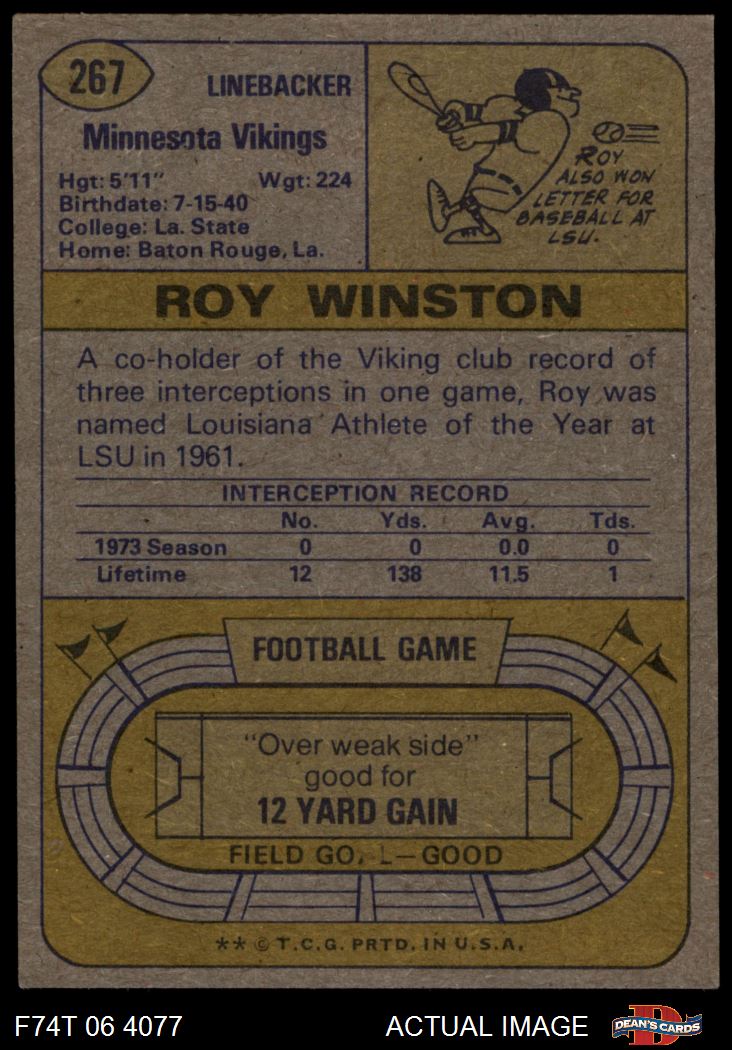 267
LINEBACKER
Minnesota Vikings
Hgt: 5'11" Wgt: 224
Birthdate: 7-15-40
College: La. State
Home: Baton Rouge, La.
ROY
ALSO WON
LETTER FOR
BASEBALL AT
LSU.
ROY WINSTON
A co-holder of the Viking club record of
three interceptions in one game, Roy was
named Louisiana Athlete of the Year at
LSU in 1961.
INTERCEPTION RECORD
No. Yds. Avg. Tds.
1973 Season 0 0 0.0 0
Lifetime 12 138 11.5 1
FOOTBALL GAME
"Over weak side"
good for
12 YARD GAIN
FIELD GOAL—GOOD
** © T.C.G. PRTD. IN U.S.A.
F74T 06 4077 ACTUAL IMAGE
D
DEAN'S CARDS